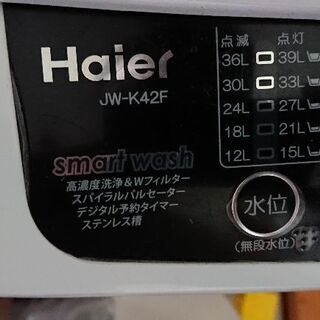 Haier
JW-K42F
smart wash
高濃度洗浄&Wフィルター
スパイラルパルセーター
デジタル予約タイマー
ステンレス槽
点滅 点灯
36L 39L
30L 33L
24L 27L
18L 21L
12L 15L
水位
(無段水位)